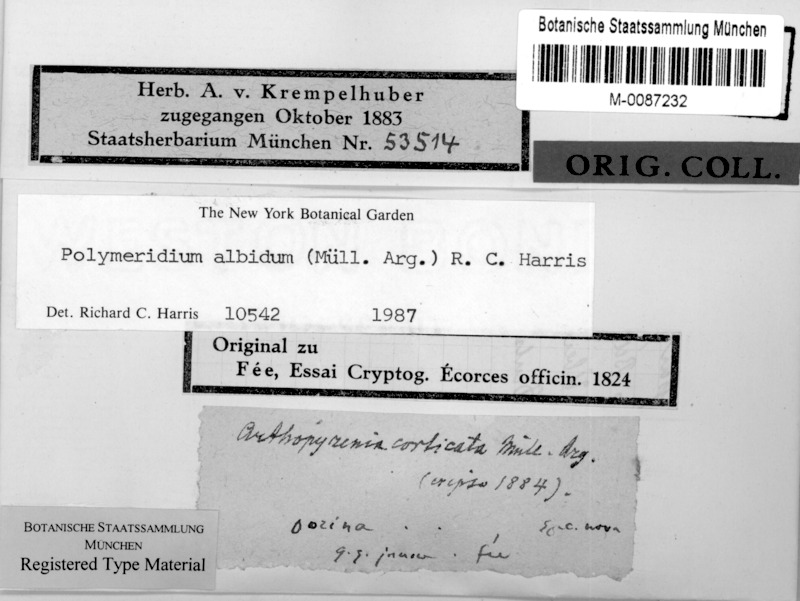 Botanische Staatssammlung München
M-0087232
Herb. A. v. Krempelhuber
zugegangen Oktober 1883
Staatsherbarium München Nr. 53514
ORIG. COLL.
The New York Botanical Garden
Polymeridium albidum (Müll. Arg.) R. C. Harris
Det. Richard C. Harris 10542 1987
Original zu
Fée, Essai Cryptog. Écorces officin. 1824
Arthopyrenia corticata Müll. Arg.
1884).
nova
Fée
BOTANISCHE STAATSSAMMLUNG
MÜNCHEN
Registered Type Material